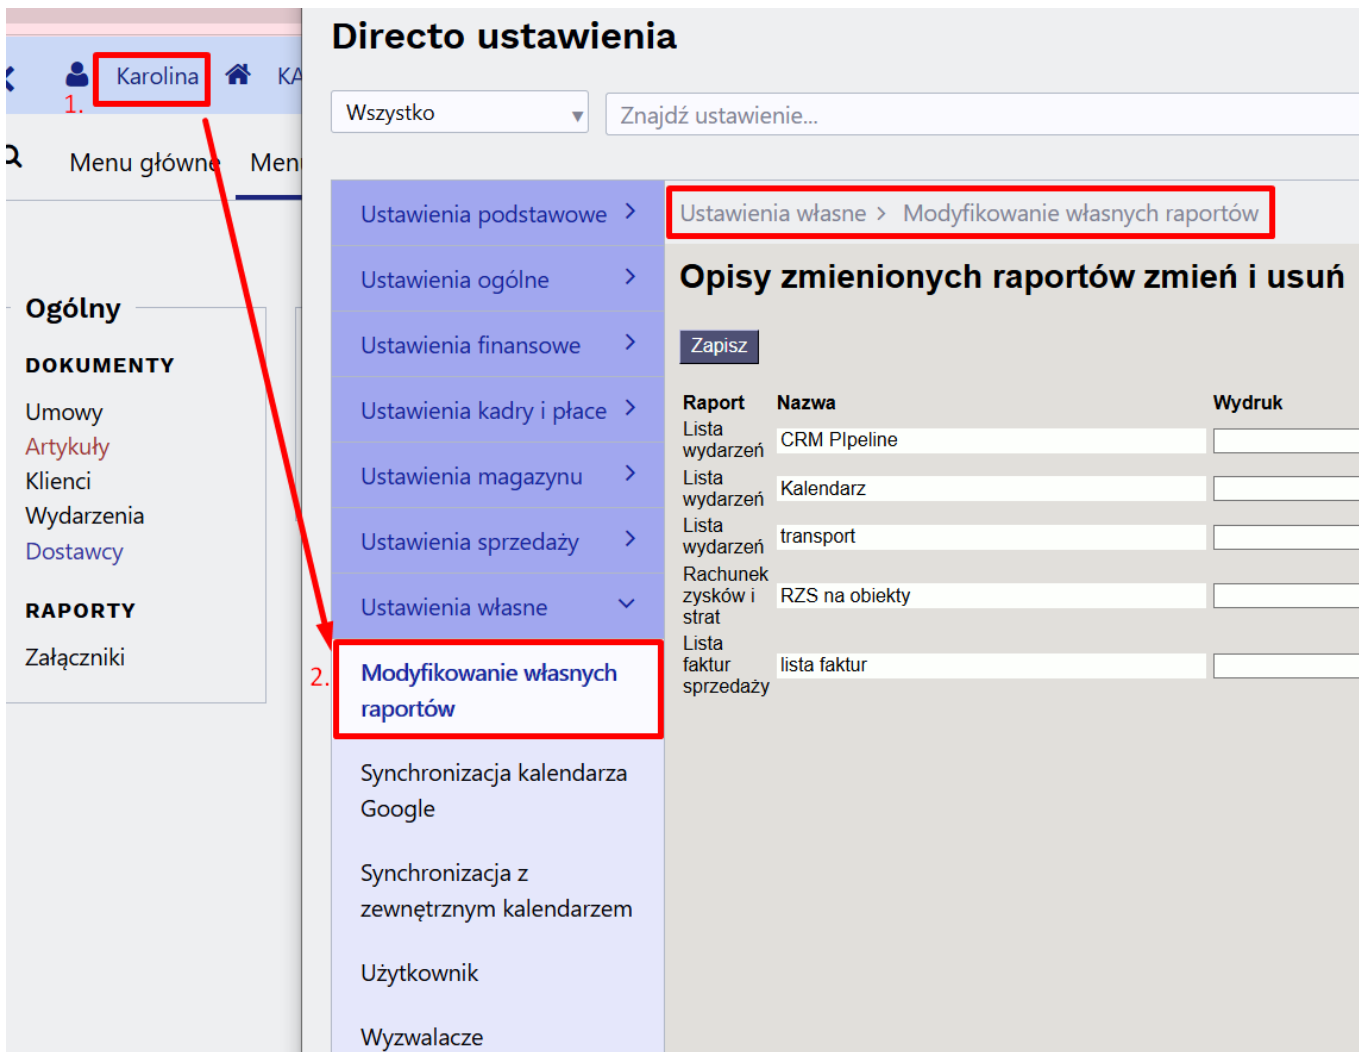 Directo ustawienia
Karolina
KA
1.
Wszystko
Znajdź ustawienie...
Menu główne
Menu
Ustawienia podstawowe
Ustawienia własne > Modyfikowanie własnych raportów
Ustawienia ogólne
Opisy zmienionych raportów zmień i usuń
Ogólny
Ustawienia finansowe
Zapisz
DOKUMENTY
Umowy
Artykuły
Klienci
Wydarzenia
Dostawcy
RAPORTY
Załączniki
Ustawienia kadry i płace
Ustawienia magazynu
Ustawienia sprzedaży
Ustawienia własne
2.
Modyfikowanie własnych
raportów
Synchronizacja kalendarza
Google
Synchronizacja z
zewnętrznym kalendarzem
Użytkownik
Wyzwalacze
Raport Nazwa Wydruk
Lista
wydarzeń
CRM PIpeline
Lista
wydarzeń
Kalendarz
Lista
wydarzeń
transport
Rachunek
zysków i
strat
RZS na obiekty
Lista
faktur
sprzedaży
lista faktur